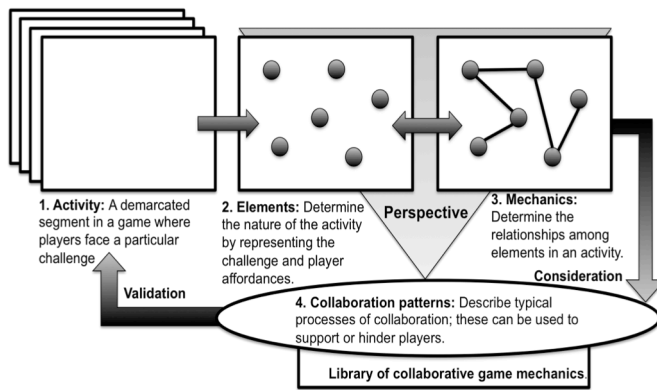 1. Activity: A demarcated
segment in a game where
players face a particular
challenge
2. Elements: Determine
the nature of the activity
by representing the
challenge and player
affordances.
Perspective
3. Mechanics:
Determine the
relationships among
elements in an activity.
Consideration
Validation
4. Collaboration patterns: Describe typical
processes of collaboration; these can be used to
support or hinder players.
Library of collaborative game mechanics.